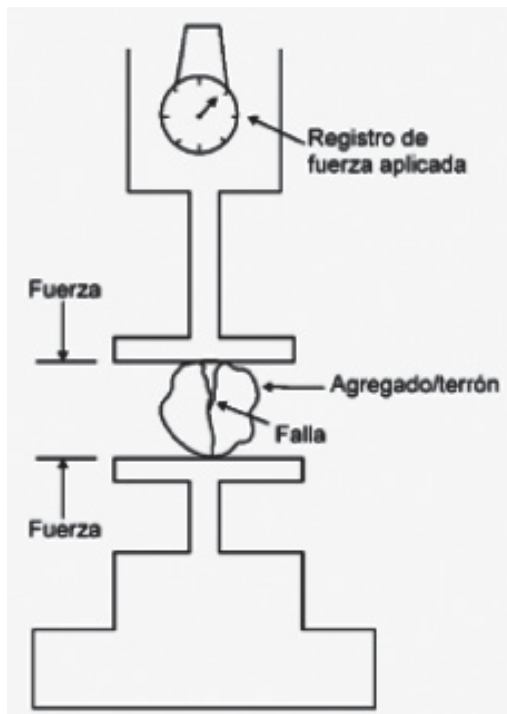 Registro de
fuerza aplicada
Fuerza
Agregado/terrón
Falla
Fuerza